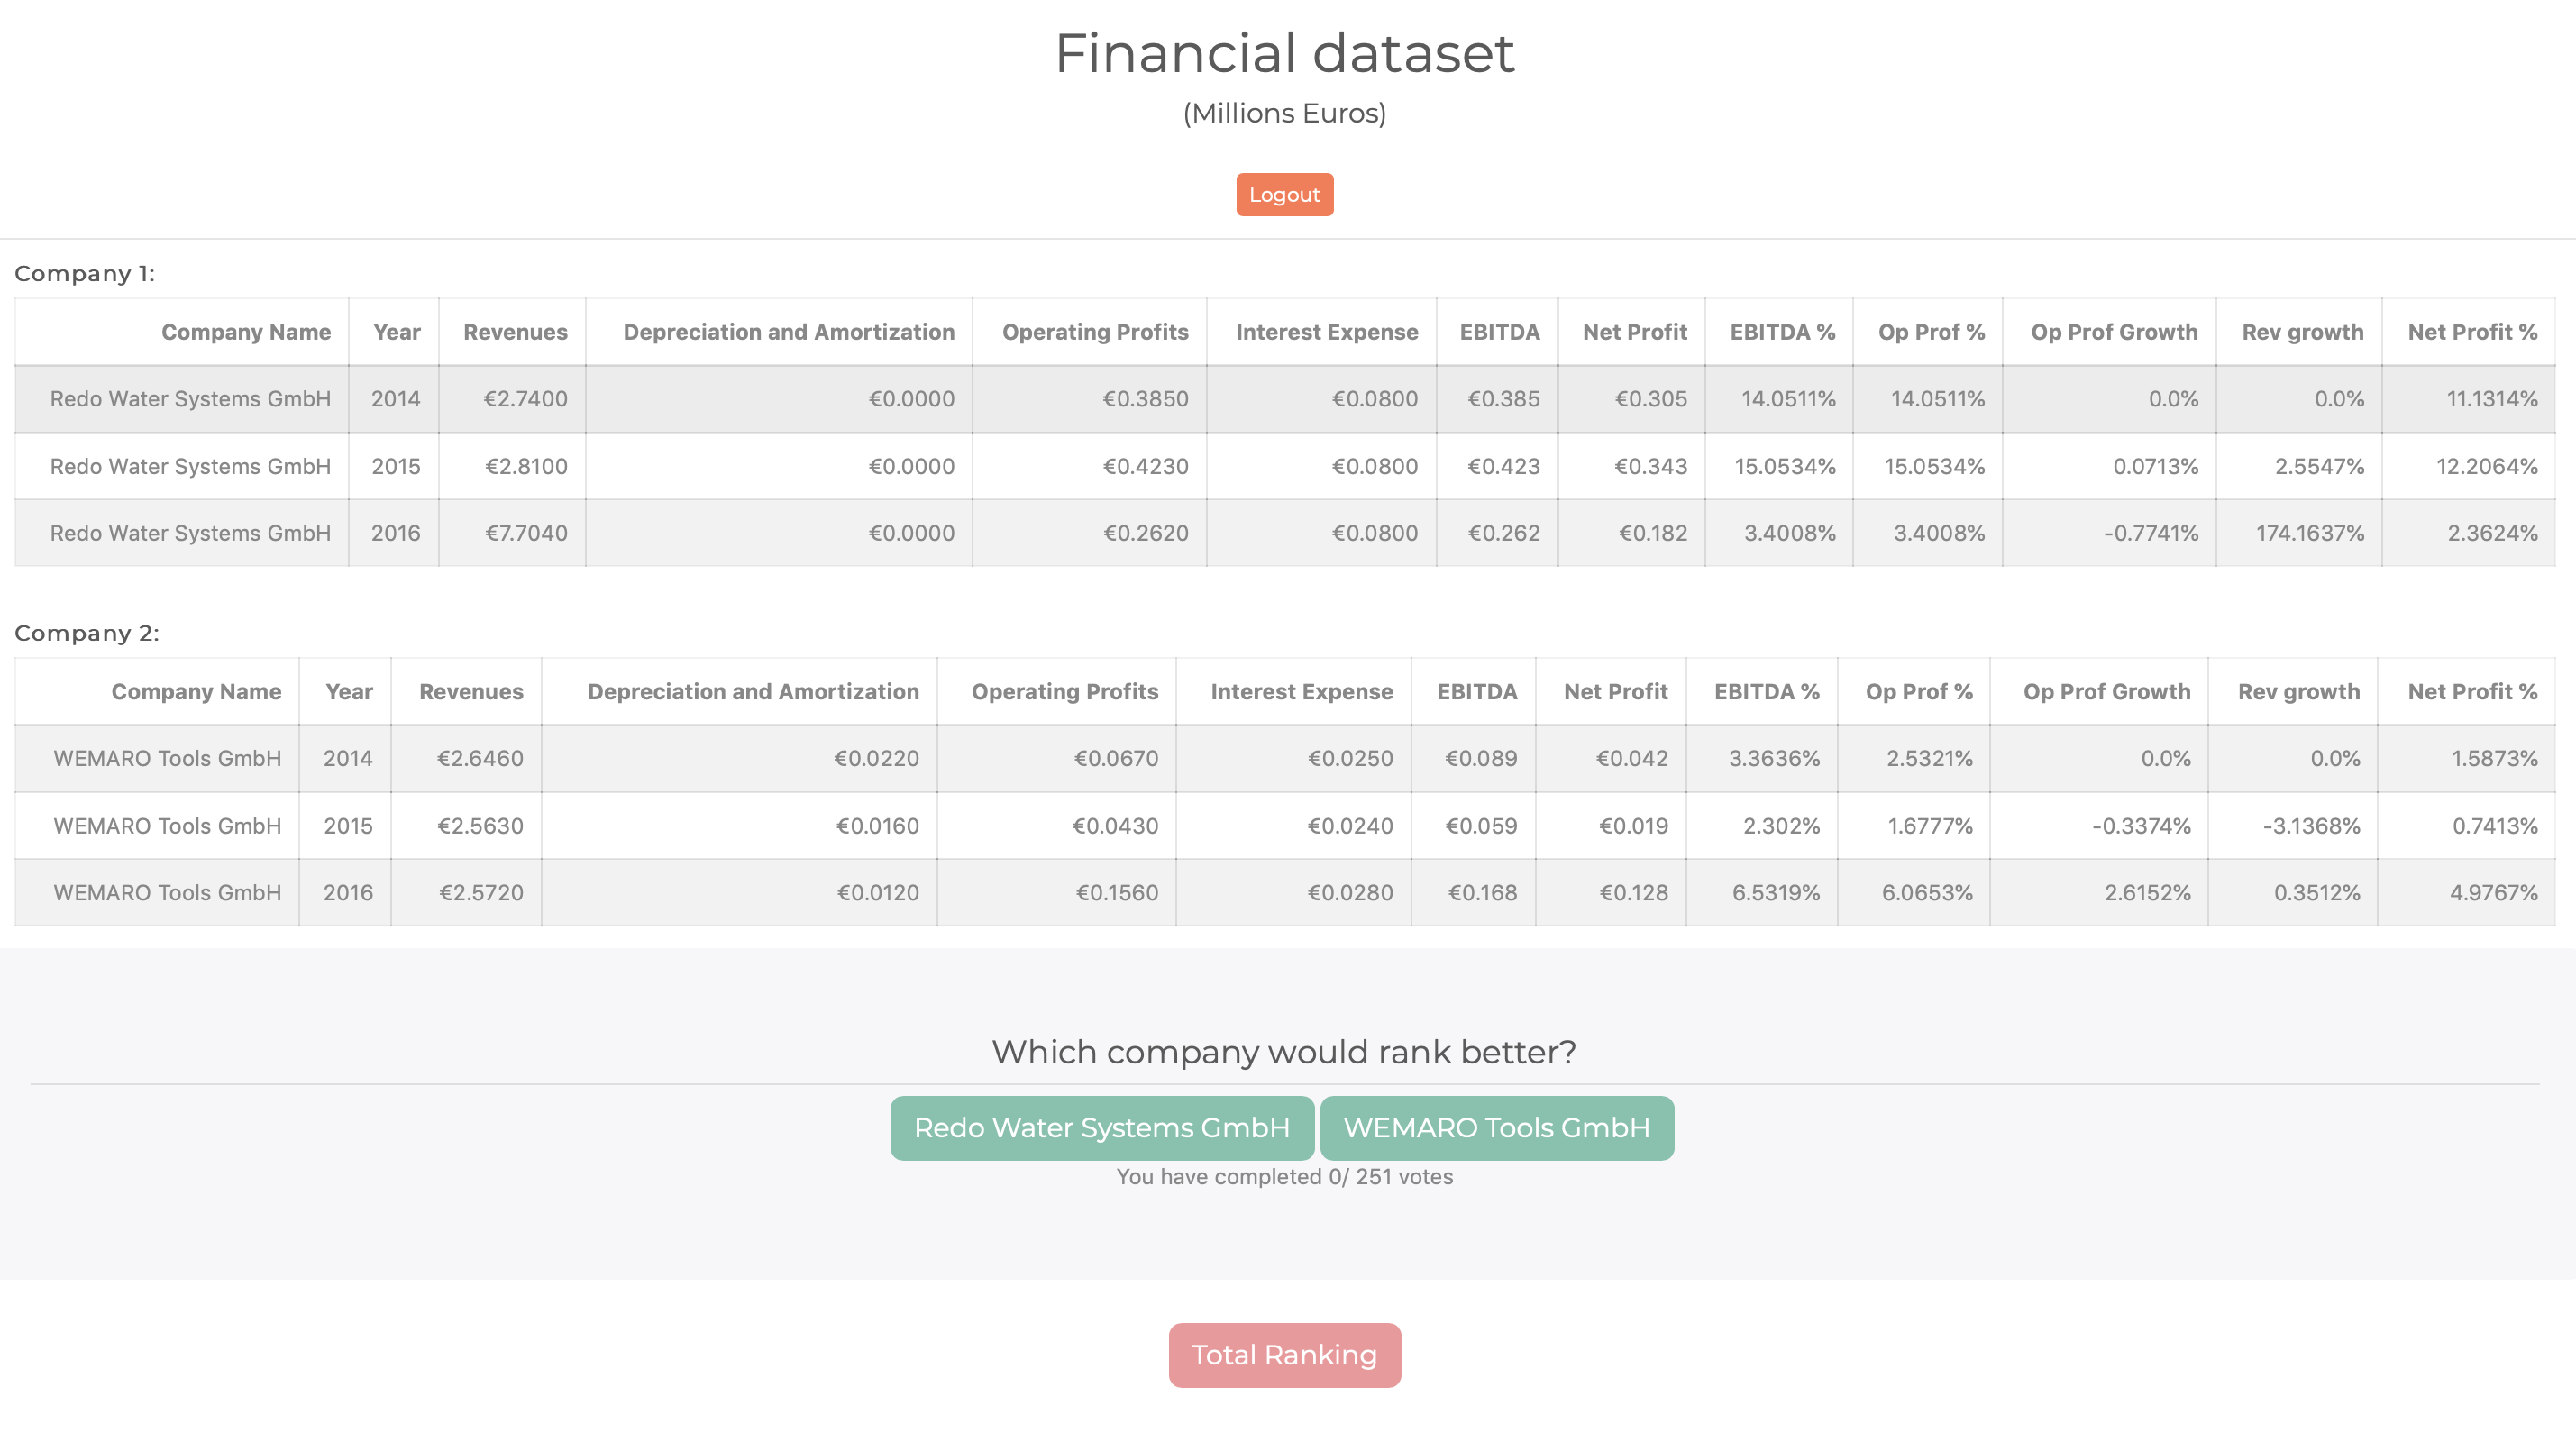 Financial dataset
(Millions Euros)
Logout
Company 1:
Company Name Year Revenues Depreciation and Amortization Operating Profits Interest Expense EBITDA Net Profit EBITDA % Op Prof % Op Prof Growth Rev growth Net Profit %
Redo Water Systems GmbH 2014 €2.7400 €0.0000 €0.3850 €0.0800 €0.385 €0.305 14.0511% 14.0511% 0.0% 0.0% 11.1314%
Redo Water Systems GmbH 2015 €2.8100 €0.0000 €0.4230 €0.0800 €0.423 €0.343 15.0534% 15.0534% 0.0713% 2.5547% 12.2064%
Redo Water Systems GmbH 2016 €7.7040 €0.0000 €0.2620 €0.0800 €0.262 €0.182 3.4008% 3.4008% -0.7741% 174.1637% 2.3624%
Company 2:
Company Name Year Revenues Depreciation and Amortization Operating Profits Interest Expense EBITDA Net Profit EBITDA % Op Prof % Op Prof Growth Rev growth Net Profit %
WEMARO Tools GmbH 2014 €2.6460 €0.0220 €0.0670 €0.0250 €0.089 €0.042 3.3636% 2.5321% 0.0% 0.0% 1.5873%
WEMARO Tools GmbH 2015 €2.5630 €0.0160 €0.0430 €0.0240 €0.059 €0.019 2.302% 1.6777% -0.3374% -3.1368% 0.7413%
WEMARO Tools GmbH 2016 €2.5720 €0.0120 €0.1560 €0.0280 €0.168 €0.128 6.5319% 6.0653% 2.6152% 0.3512% 4.9767%
Which company would rank better?
Redo Water Systems GmbH WEMARO Tools GmbH
You have completed 0/ 251 votes
Total Ranking